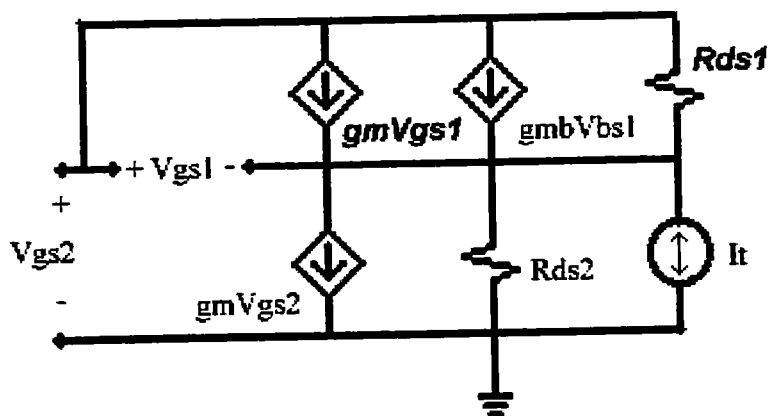 Rds1
gmVgs1
gmbVbs1
+ Vgs1 -
+
Vgs2
-
gmVgs2
Rds2
It